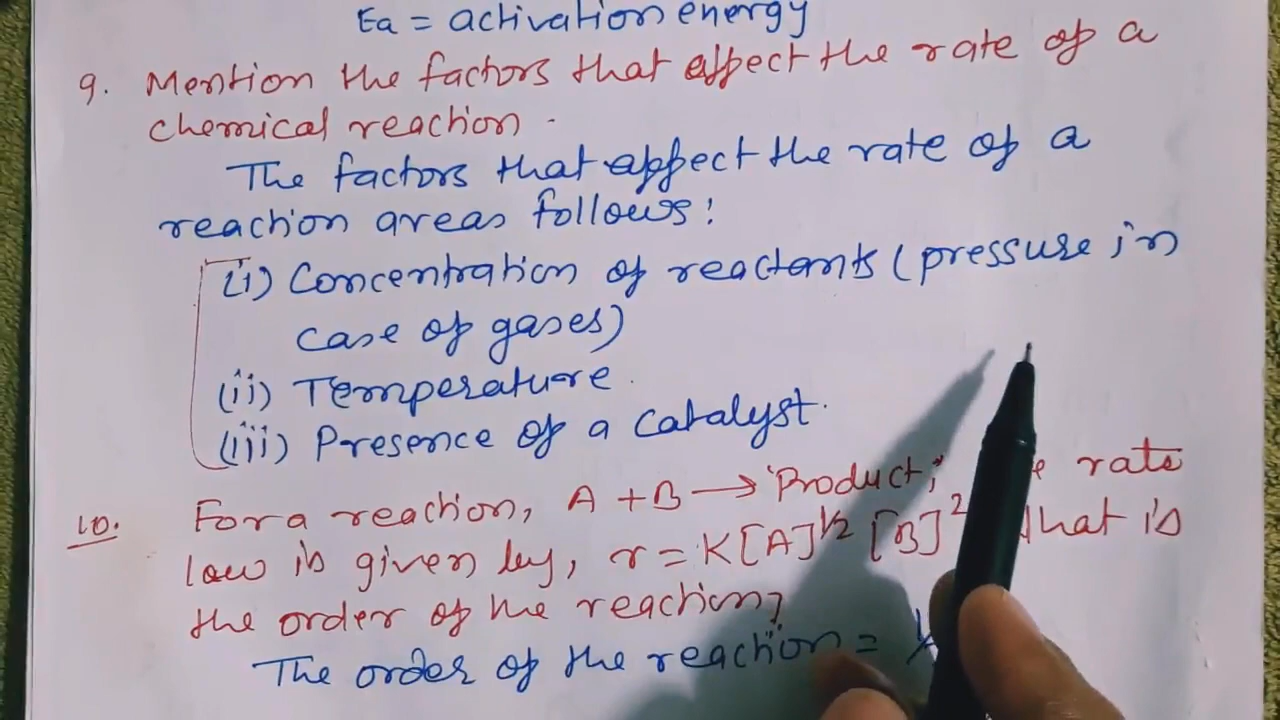 Ea = activation energy
9. Mention the factors that affect the rate of a
chemical reaction.
The factors that affect the rate of a
reaction are as follows:
(i) Concentration of reactants (pressure in
case of gases)
(ii) Temperature.
(iii) Presence of a catalyst.
10. For a reaction, A + B → Product; rate
law is given by, r = K[A]^1/2 [B]^2 What is
the order of the reaction?
The order of the reaction =